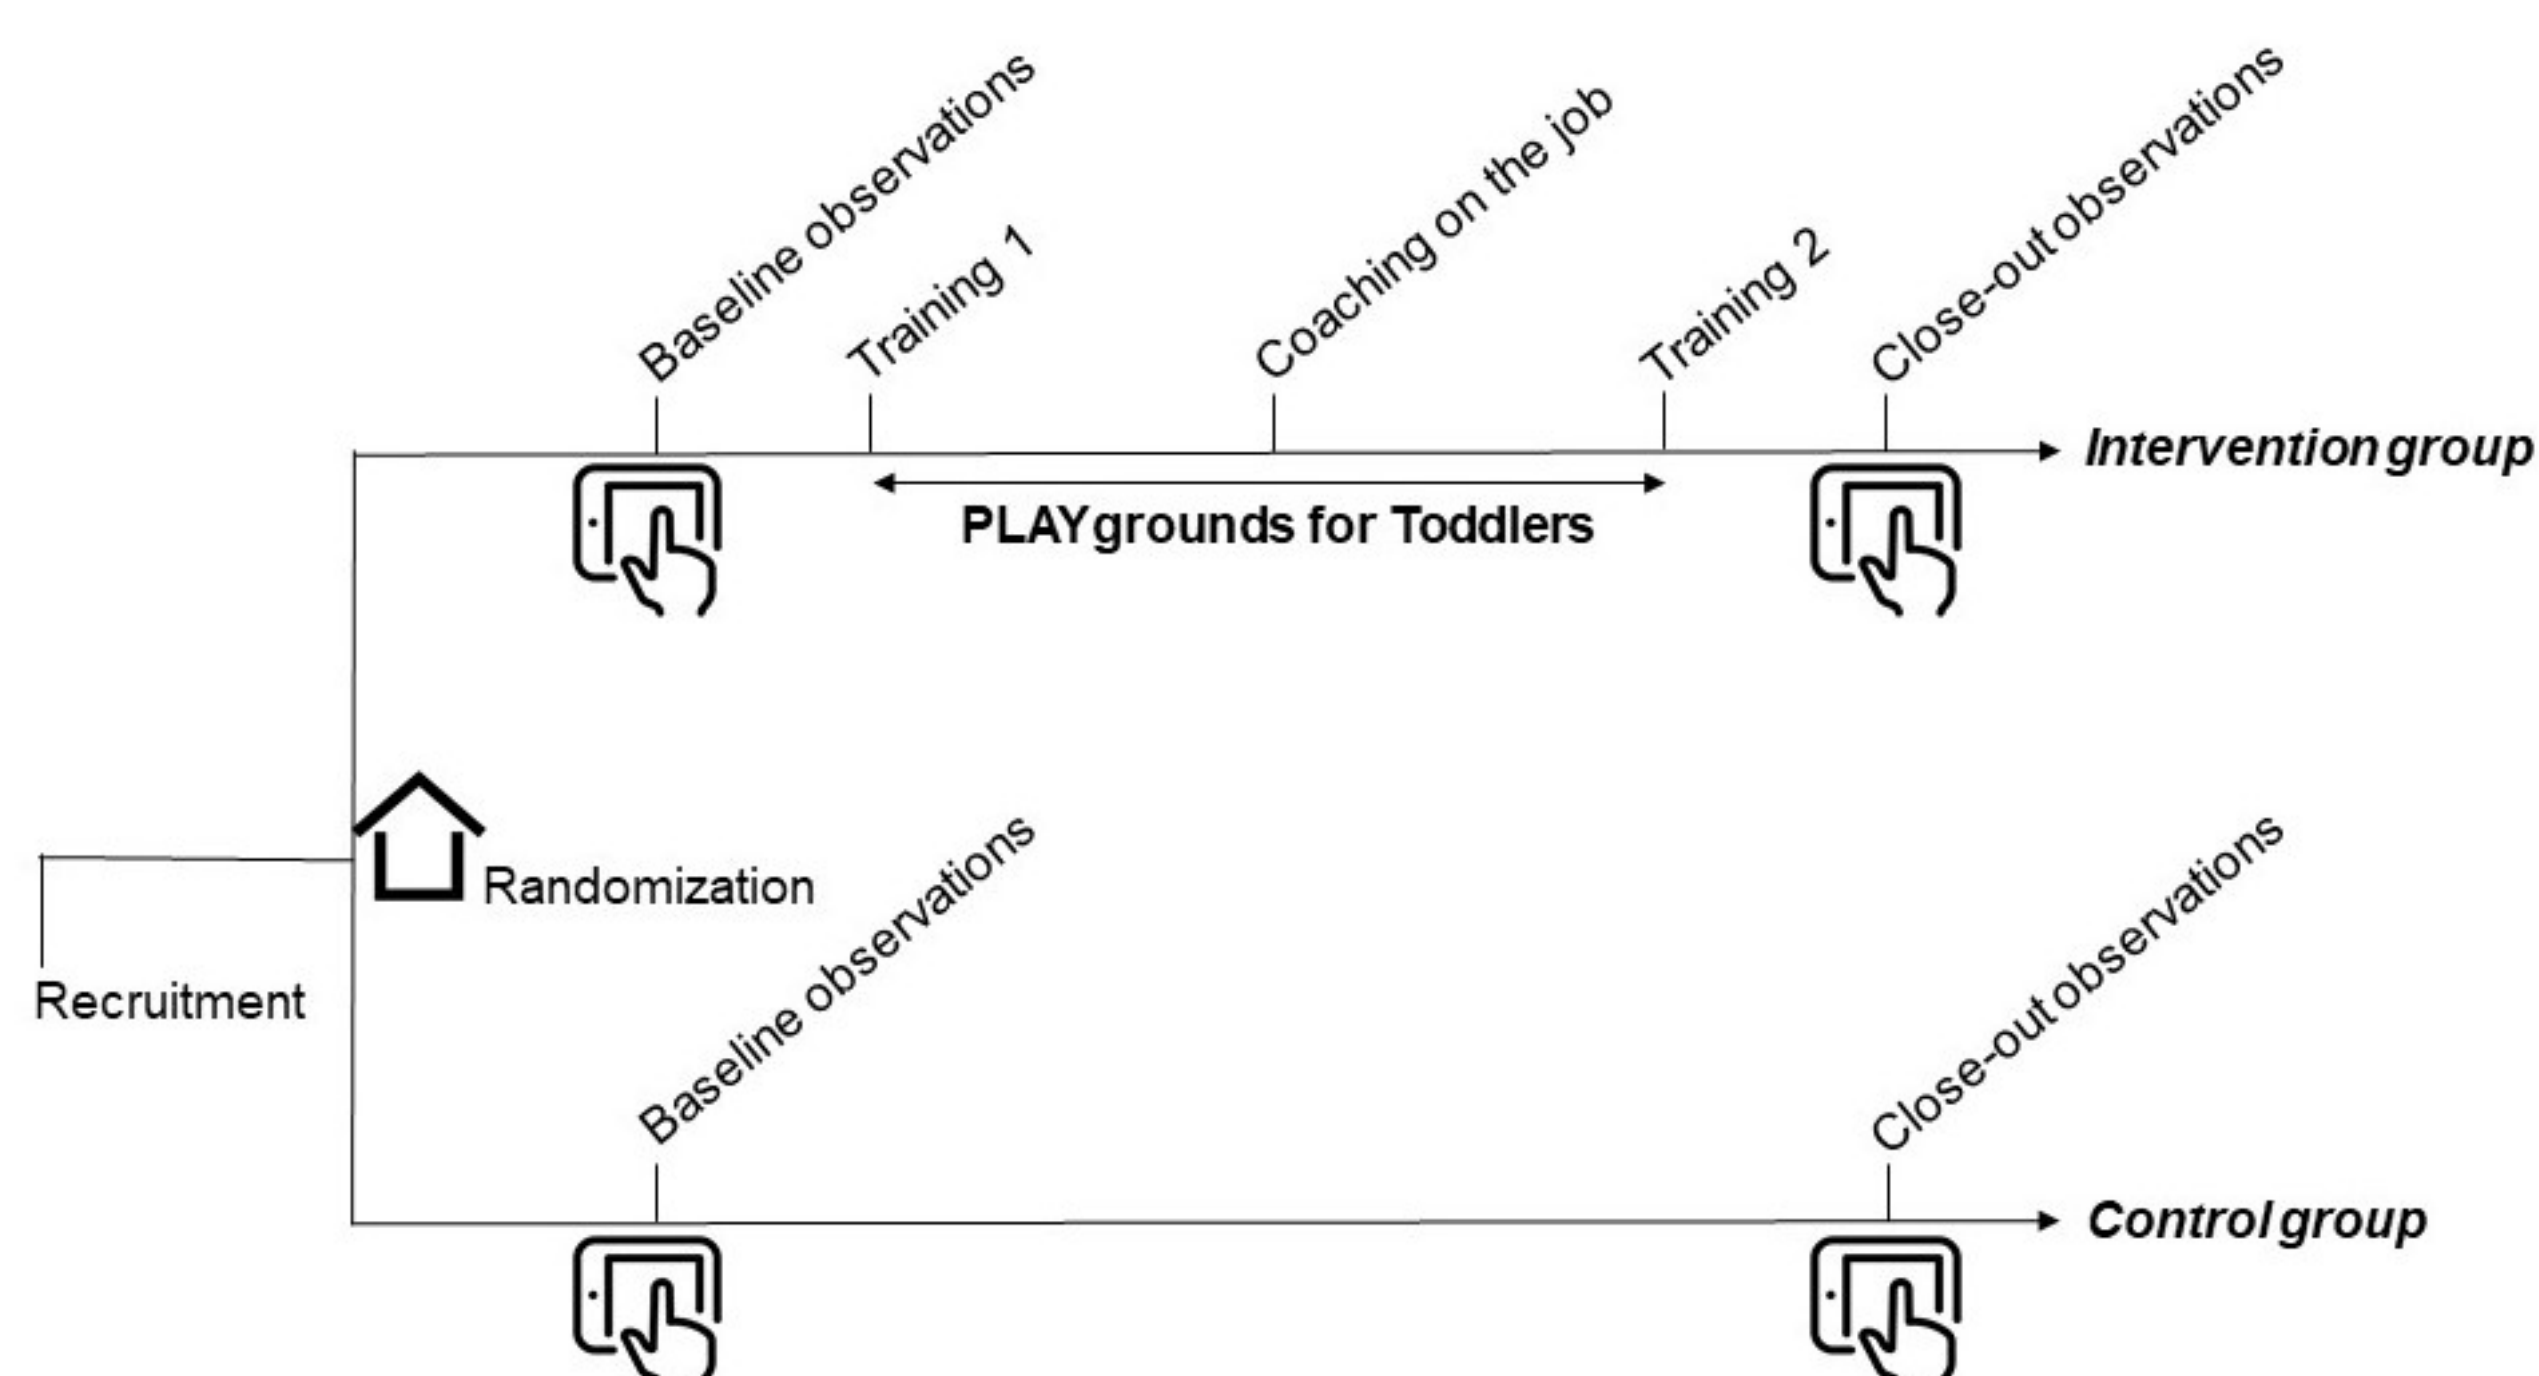 Baseline observations
Training 1
Coaching on the job
Training 2
Close-out observations
Intervention group
PLAYgrounds for Toddlers
Randomization
Recruitment
Baseline observations
Close-out observations
Control group